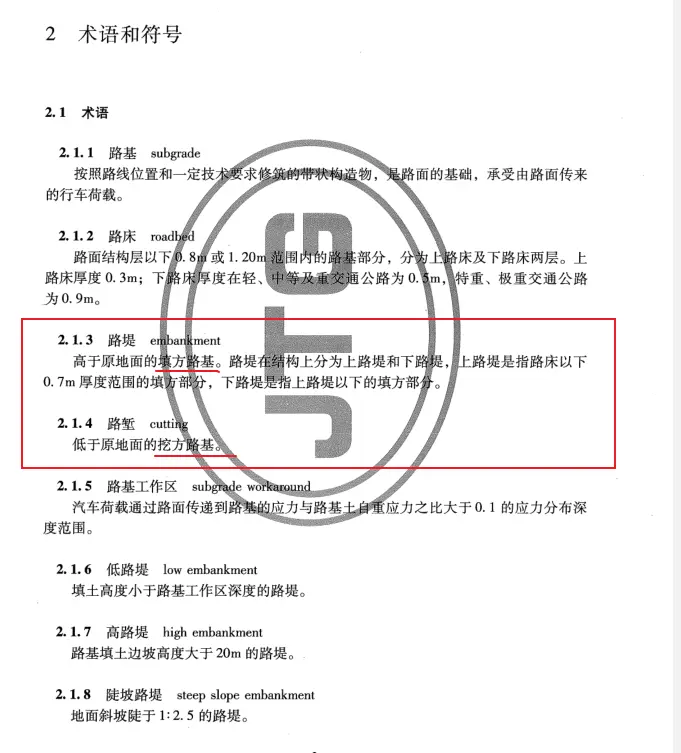 2 术语和符号
2.1 术语
2.1.1 路基 subgrade
按照路线位置和一定技术要求修筑的带状构造物，是路面的基础，承受由路面传来
的行车荷载。
2.1.2 路床 roadbed
路面结构层以下0.8m或1.20m范围内的路基部分，分为上路床及下路床两层。上
路床厚度0.3m；下路床厚度在轻、中等及重交通公路为0.5m，特重、极重交通公路
为0.9m。
2.1.3 路堤 embankment
高于原地面的填方路基。路堤在结构上分为上路堤和下路堤，上路堤是指路床以下
0.7m厚度范围的填方部分，下路堤是指上路堤以下的填方部分。
2.1.4 路堑 cutting
低于原地面的挖方路基。
2.1.5 路基工作区 subgrade workaround
汽车荷载通过路面传递到路基的应力与路基土自重应力之比大于0.1的应力分布深
度范围。
2.1.6 低路堤 low embankment
填土高度小于路基工作区深度的路堤。
2.1.7 高路堤 high embankment
路基填土边坡高度大于20m的路堤。
2.1.8 陡坡路堤 steep slope embankment
地面斜坡陡于1:2.5的路堤。
JTG